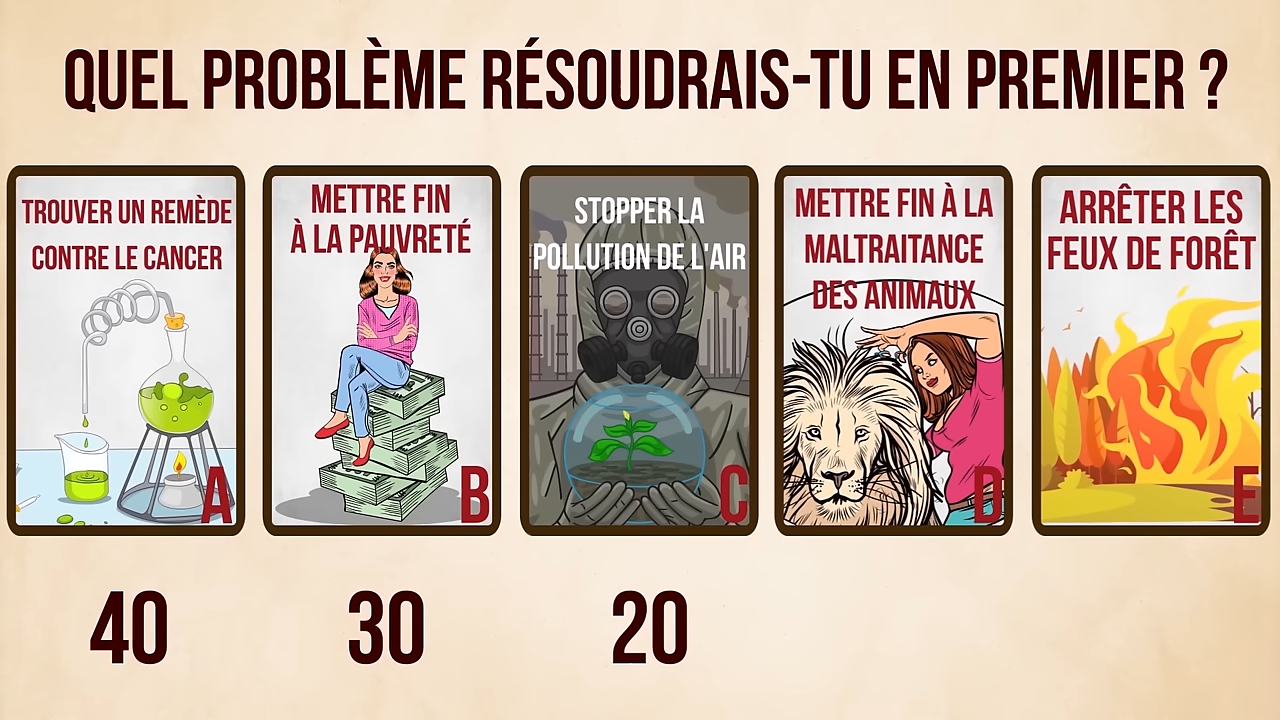 QUEL PROBLÈME RÉSOUDRAIS-TU EN PREMIER ?
TROUVER UN REMÈDE
CONTRE LE CANCER
A
METTRE FIN
À LA PAUVRETÉ
B
STOPPER LA
POLLUTION DE L'AIR
C
METTRE FIN À LA
MALTRAITANCE
DES ANIMAUX
D
ARRÊTER LES
FEUX DE FORÊT
E
40
30
20